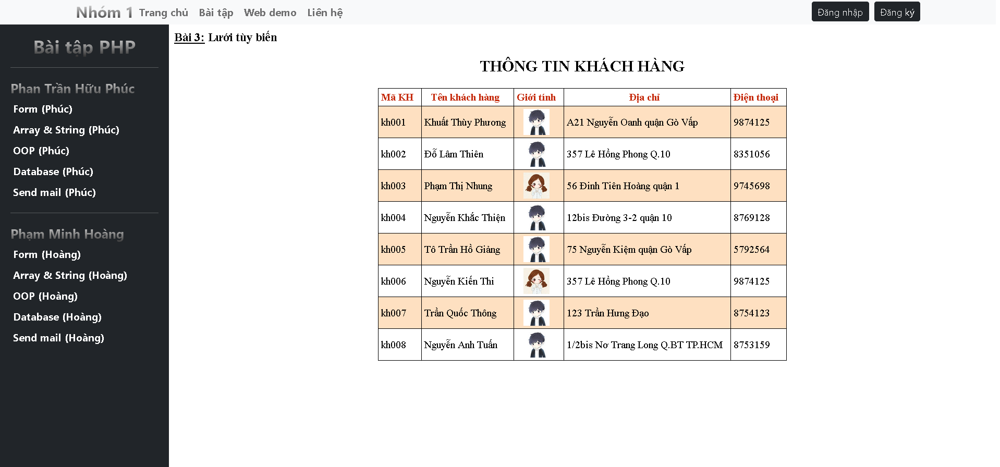 Nhóm 1 Trang chủ Bài tập Web demo Liên hệ Đăng nhập Đăng ký
Bài tập PHP
Phan Trần Hữu Phúc
Form (Phúc)
Array & String (Phúc)
OOP (Phúc)
Database (Phúc)
Send mail (Phúc)
Phạm Minh Hoàng
Form (Hoàng)
Array & String (Hoàng)
OOP (Hoàng)
Database (Hoàng)
Send mail (Hoàng)
Bài 3: Lưới tùy biến
THÔNG TIN KHÁCH HÀNG
Mã KH Tên khách hàng Giới tính Địa chỉ Điện thoại
kh001 Khuất Thùy Phương A21 Nguyễn Oanh quận Gò Vấp 9874125
kh002 Đỗ Lâm Thiên 357 Lê Hồng Phong Q.10 8351056
kh003 Phạm Thị Nhung 56 Đinh Tiên Hoàng quận 1 9745698
kh004 Nguyễn Khắc Thiện 12bis Đường 3-2 quận 10 8769128
kh005 Tô Trần Hồ Giảng 75 Nguyễn Kiệm quận Gò Vấp 5792564
kh006 Nguyễn Kiến Thi 357 Lê Hồng Phong Q.10 9874125
kh007 Trần Quốc Thông 123 Trần Hưng Đạo 8754123
kh008 Nguyễn Anh Tuấn 1/2bis Nơ Trang Long Q.BT TP.HCM 8753159